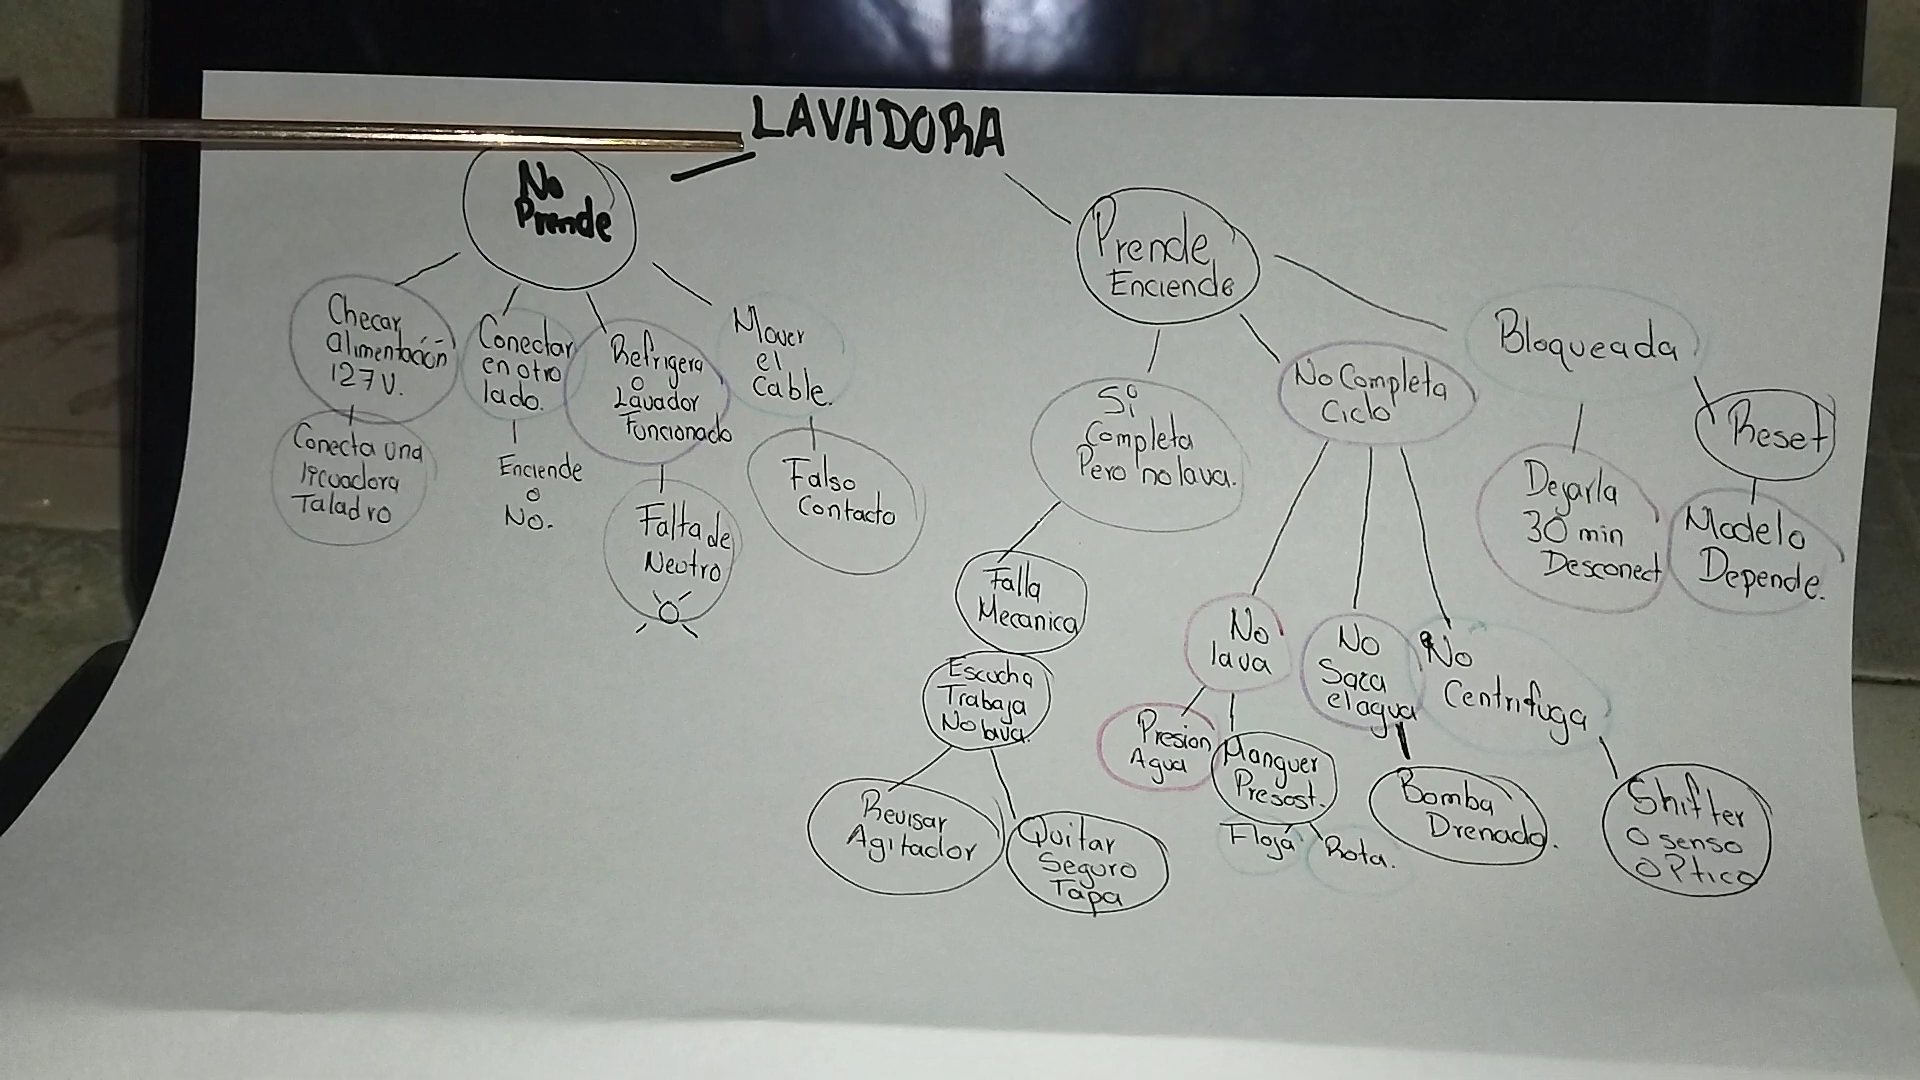 LAVADORA
No
Prende
Checar
alimentación
127V.
Conecta una
licuadora
Taladro
Conectar
en otro
lado.
Enciende
o
No.
Refrigera
o
Lavador
Funcionado
Falta de
Neutro
Mover
el
Cable.
Falso
Contacto
Prende
Enciende
Si
Completa
Pero no lava.
Falla
Mecanica
Escucha
Trabaja
No lava.
Revisar
Agitador
Quitar
Seguro
Tapa
No Completa
Ciclo
No
lava
Presion
Agua
Manguer
Presost.
Floja
Rota.
No
Saca
el agua
Bomba
Drenado.
No
Centrifuga
Shifter
o senso
optico
Bloqueada
Dejarla
30 min
Desconect
Reset
Modelo
Depende.